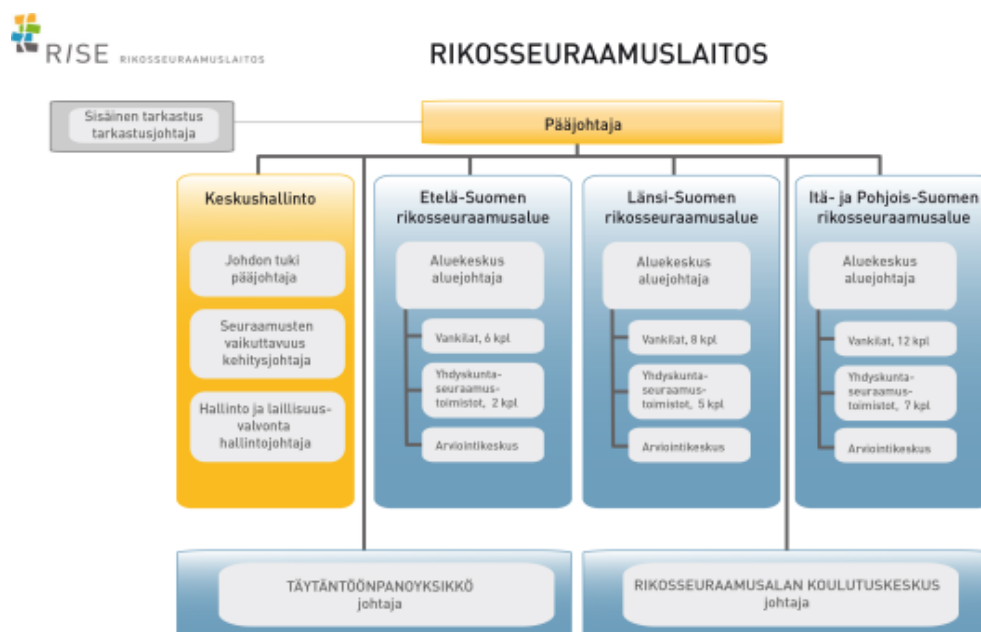 RISE RIKOSSEURAAMUSLAITOS
RIKOSSEURAAMUSLAITOS
Sisäinen tarkastus
tarkastusjohtaja
Pääjohtaja
Keskushallinto
Johdon tuki
pääjohtaja
Seuraamusten
vaikuttavuus
kehitysjohtaja
Hallinto ja laillisuus-
valvonta
hallintojohtaja
Etelä-Suomen
rikosseuraamusalue
Aluekeskus
aluejohtaja
Vankilat, 6 kpl
Yhdyskunta-
seuraamus-
toimistot, 2 kpl
Arviointikeskus
Länsi-Suomen
rikosseuraamusalue
Aluekeskus
aluejohtaja
Vankilat, 8 kpl
Yhdyskunta-
seuraamus-
toimistot, 5 kpl
Arviointikeskus
Itä- ja Pohjois-Suomen
rikosseuraamusalue
Aluekeskus
aluejohtaja
Vankilat, 12 kpl
Yhdyskunta-
seuraamus-
toimistot, 7 kpl
Arviointikeskus
TÄYTÄNTÖÖNPANOYKSIKKÖ
johtaja
RIKOSSEURAAMUSALAN KOULUTUSKESKUS
johtaja